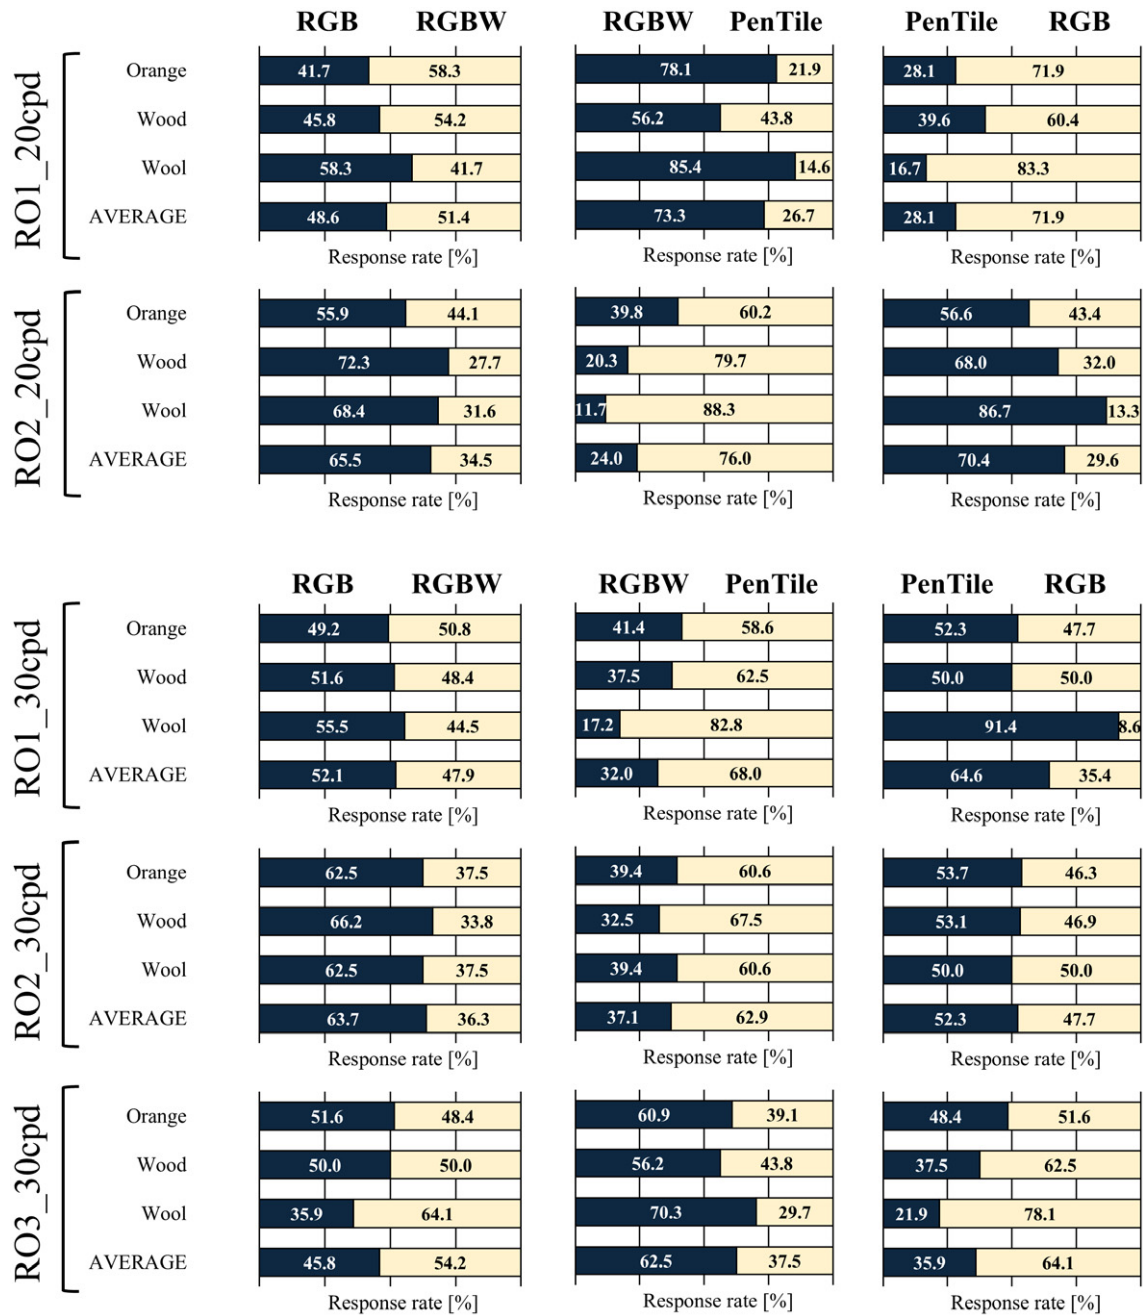 RGB RGBW RGBW PenTile PenTile RGB
RO1_20cpd
Orange 41.7 58.3 78.1 21.9 28.1 71.9
Wood 45.8 54.2 56.2 43.8 39.6 60.4
Wool 58.3 41.7 85.4 14.6 16.7 83.3
AVERAGE 48.6 51.4 73.3 26.7 28.1 71.9
Response rate [%] Response rate [%] Response rate [%]
RO2_20cpd
Orange 55.9 44.1 39.8 60.2 56.6 43.4
Wood 72.3 27.7 20.3 79.7 68.0 32.0
Wool 68.4 31.6 11.7 88.3 86.7 13.3
AVERAGE 65.5 34.5 24.0 76.0 70.4 29.6
Response rate [%] Response rate [%] Response rate [%]
RGB RGBW RGBW PenTile PenTile RGB
RO1_30cpd
Orange 49.2 50.8 41.4 58.6 52.3 47.7
Wood 51.6 48.4 37.5 62.5 50.0 50.0
Wool 55.5 44.5 17.2 82.8 91.4 8.6
AVERAGE 52.1 47.9 32.0 68.0 64.6 35.4
Response rate [%] Response rate [%] Response rate [%]
RO2_30cpd
Orange 62.5 37.5 39.4 60.6 53.7 46.3
Wood 66.2 33.8 32.5 67.5 53.1 46.9
Wool 62.5 37.5 39.4 60.6 50.0 50.0
AVERAGE 63.7 36.3 37.1 62.9 52.3 47.7
Response rate [%] Response rate [%] Response rate [%]
RO3_30cpd
Orange 51.6 48.4 60.9 39.1 48.4 51.6
Wood 50.0 50.0 56.2 43.8 37.5 62.5
Wool 35.9 64.1 70.3 29.7 21.9 78.1
AVERAGE 45.8 54.2 62.5 37.5 35.9 64.1
Response rate [%] Response rate [%] Response rate [%]